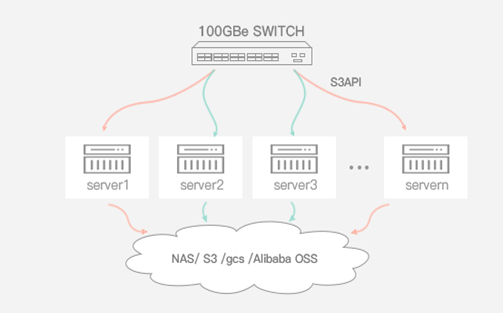 100GBe SWITCH
S3API
server1
server2
server3
servern
NAS/ S3 /gcs /Alibaba OSS